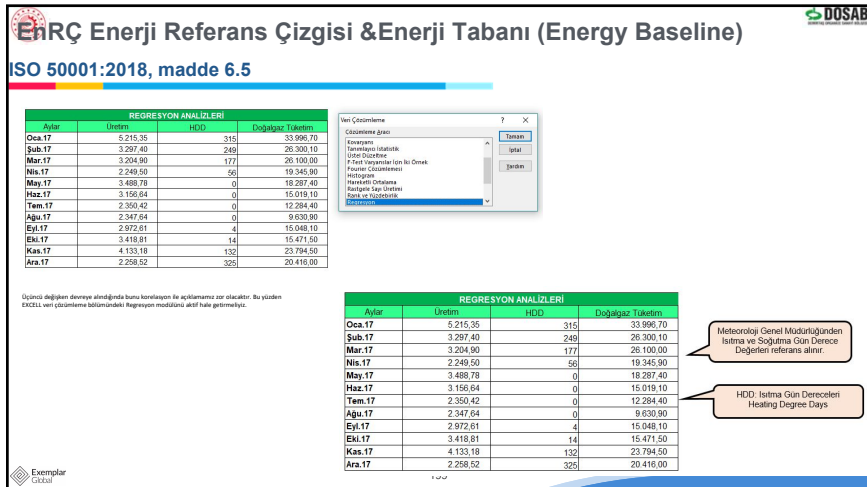 EnRÇ Enerji Referans Çizgisi &Enerji Tabanı (Energy Baseline)
DOSAB
ISO 50001:2018, madde 6.5
REGRESYON ANALİZLERİ
Aylar Üretim HDD Doğalgaz Tüketim
Oca.17 5.215,35 315 33.996,70
Şub.17 3.297,40 249 26.300,10
Mar.17 3.204,90 177 26.100,00
Nis.17 2.249,50 56 19.345,90
May.17 3.488,78 0 18.287,40
Haz.17 3.156,64 0 15.019,10
Tem.17 2.350,42 0 12.284,40
Ağu.17 2.347,64 0 9.630,90
Eyl.17 2.972,61 4 15.048,10
Eki.17 3.418,81 14 15.471,50
Kas.17 4.133,18 132 23.794,50
Ara.17 2.258,52 325 20.416,00
Veri Çözümleme ? X
Çözümleme Aracı
Kovaryans
Tanımlayıcı İstatistik
Üstel Düzeltme
F-Test Varyanslar İçin İki Örnek
Fourier Çözümlemesi
Histogram
Hareketli Ortalama
Rastgele Sayı Üretimi
Rank ve Yüzdebirlik
Regresyon
Tamam
İptal
Yardım
Üçüncü değişken devreye alındığında bunu korelasyon ile açıklamamız zor olacaktır. Bu yüzden
EXCELL veri çözümleme bölümündeki Regresyon modülünü aktif hale getirmeliyiz.
REGRESYON ANALİZLERİ
Aylar Üretim HDD Doğalgaz Tüketim
Oca.17 5.215,35 315 33.996,70
Şub.17 3.297,40 249 26.300,10
Mar.17 3.204,90 177 26.100,00
Nis.17 2.249,50 56 19.345,90
May.17 3.488,78 0 18.287,40
Haz.17 3.156,64 0 15.019,10
Tem.17 2.350,42 0 12.284,40
Ağu.17 2.347,64 0 9.630,90
Eyl.17 2.972,61 4 15.048,10
Eki.17 3.418,81 14 15.471,50
Kas.17 4.133,18 132 23.794,50
Ara.17 2.258,52 325 20.416,00
Meteoroloji Genel Müdürlüğünden
Isıtma ve Soğutma Gün Derece
Değerleri referans alınır.
HDD: Isıtma Gün Dereceleri
Heating Degree Days
Exemplar
Global